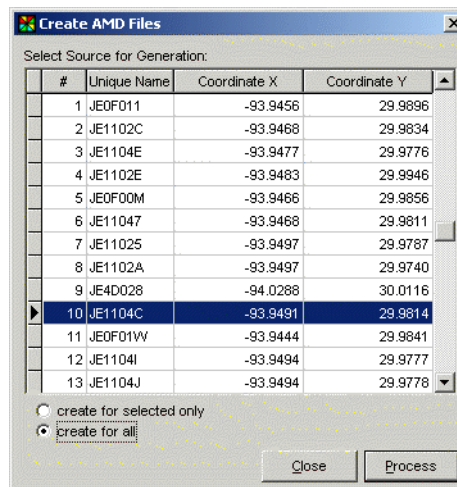 Create AMD Files
Select Source for Generation:
# Unique Name Coordinate X Coordinate Y
1 JE0F011 -93.9456 29.9896
2 JE1102C -93.9468 29.9834
3 JE1104E -93.9477 29.9776
4 JE1102E -93.9483 29.9946
5 JE0F00M -93.9466 29.9856
6 JE11047 -93.9468 29.9811
7 JE11025 -93.9497 29.9787
8 JE1102A -93.9497 29.9740
9 JE4D028 -94.0288 30.0116
10 JE1104C -93.9491 29.9814
11 JE0F01W -93.9444 29.9841
12 JE1104I -93.9494 29.9777
13 JE1104J -93.9494 29.9778
create for selected only
create for all
Close Process